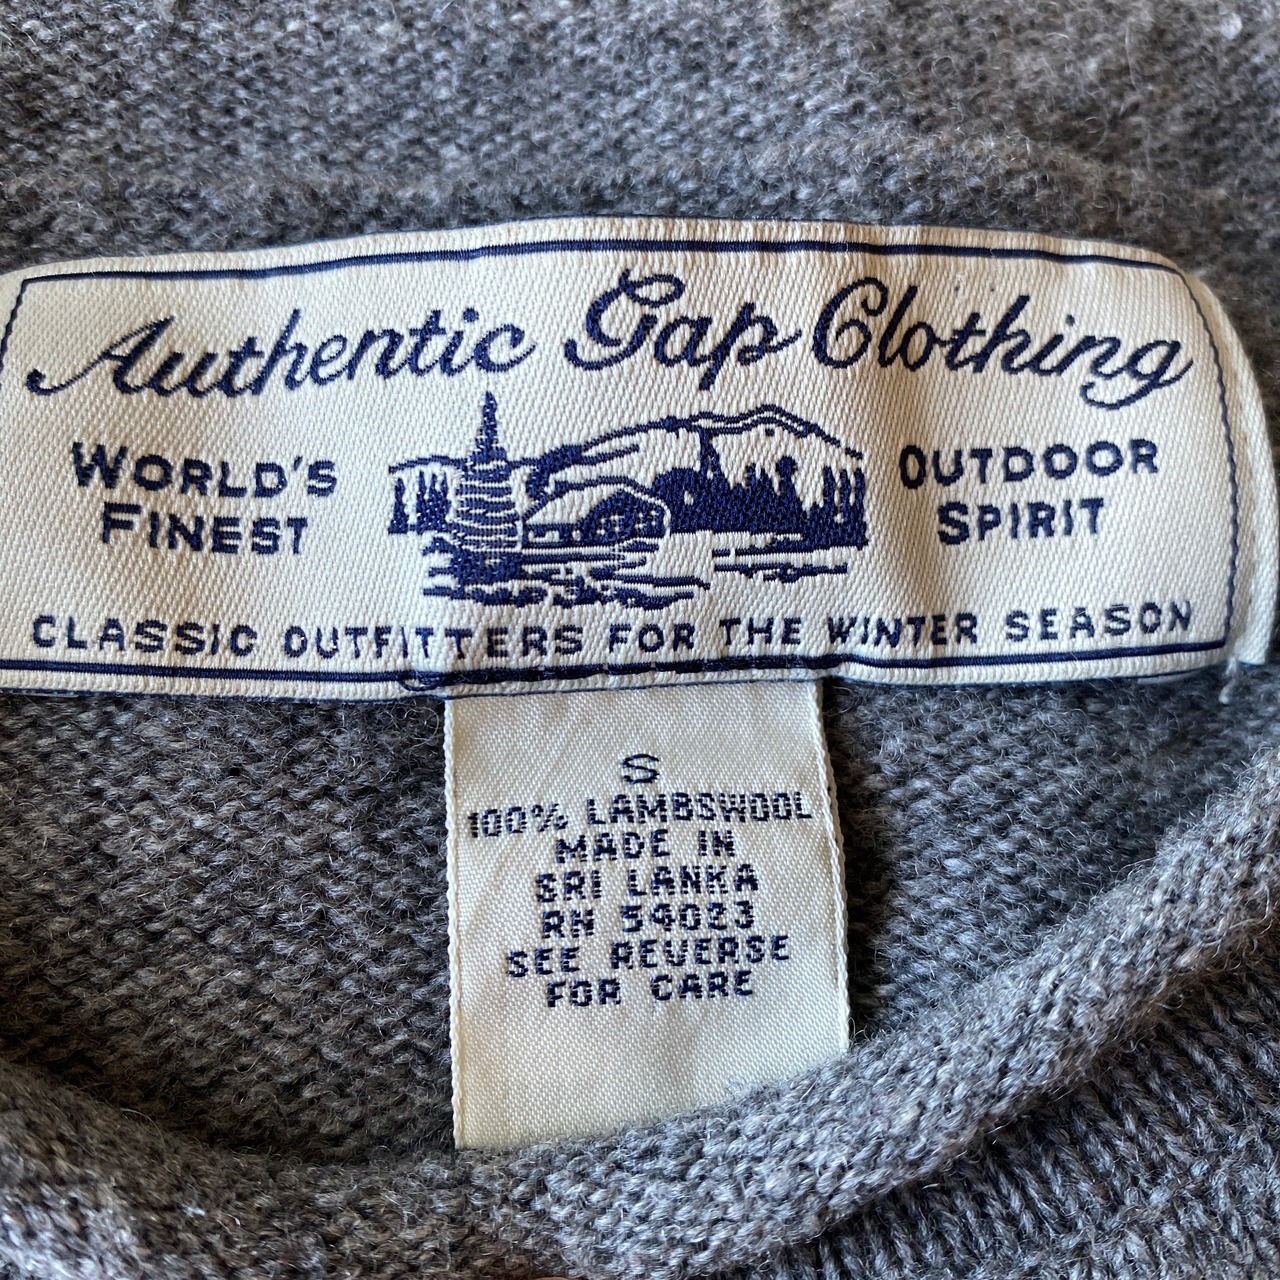 Authentic Gap Clothing
WORLD'S
FINEST
OUTDOOR
SPIRIT
CLASSIC OUTFITTERS FOR THE WINTER SEASON
S
100% LAMBSWOOL
MADE IN
SRI LANKA
RN 54023
SEE REVERSE
FOR CARE